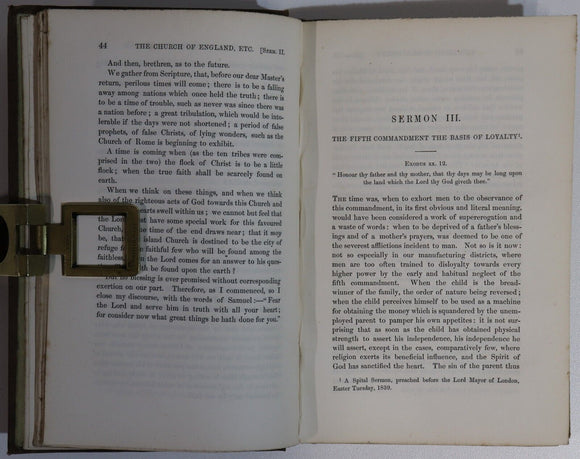 44 THE CHURCH OF ENGLAND, ETC. [SERM. II.
And then, brethren, as to the future.
We gather from Scripture, that, before our dear Master's
return, perilous times will come; there is to be a falling
away among nations which once held the truth; there is
to be a time of trouble, such as never was since there was
a nation before; a great tribulation, which would be into-
lerable if the days were not shortened; a period of false
prophets, of false Christs, of lying wonders, such as the
Church of Rome is beginning to exhibit.
A time is coming when (as the ten tribes were com-
prised in the two) the flock of Christ is to be a little
flock; when the true faith shall be scarcely found on
earth.
When we think on these things, and when we think
also of the righteous acts of God towards this Church and
hearts swell within us; we cannot but feel that
the Lord must have some special work for this favoured
Church, the time of the end draws near; that it may
be, that island Church is destined to be the city of
refuge faithful few who will be found among the
faithless, when the Lord comes for an answer to his ques-
th be found upon the earth?
But no blessing is ever promised without corresponding
exertion on our part. Therefore, as I commenced, so I
close my discourse, with the words of Samuel:—"Fear
the Lord and serve him in truth with all your heart;
for consider now what great things he hath done for you."
SERMON III.
THE FIFTH COMMANDMENT THE BASIS OF LOYALTY¹.
EXODUS xx. 12.
"Honour thy father and thy mother, that thy days may be long upon
the land which the Lord thy God giveth thee."
THE time was, when to exhort men to the observance of
this commandment, in its first obvious and literal meaning,
would have been considered a work of supererogation and
a waste of words: when to be deprived of a father's bless-
ings and of a mother's prayers, was deemed to be one of
the severest afflictions incident to man. Not so is it now:
not so especially in our manufacturing districts, where
men are too often trained to disloyalty towards every
higher power by the early and habitual neglect of the
fifth commandment. When the child is the bread-
winner of the family, the order of nature being reversed;
when the child perceives himself to be used as a machine
for obtaining the money which is squandered by the unem-
ployed parent to pamper his own appetites: it is not sur-
prising that as soon as the child has obtained physical
strength to assert his independence, his independence he
will assert, except in the cases, comparatively few, where
religion exerts its beneficial influence, and the Spirit of
God has sanctified the heart. The sin of the parent thus
¹ A Spital Sermon, preached before the Lord Mayor of London,
Easter Tuesday, 1839.